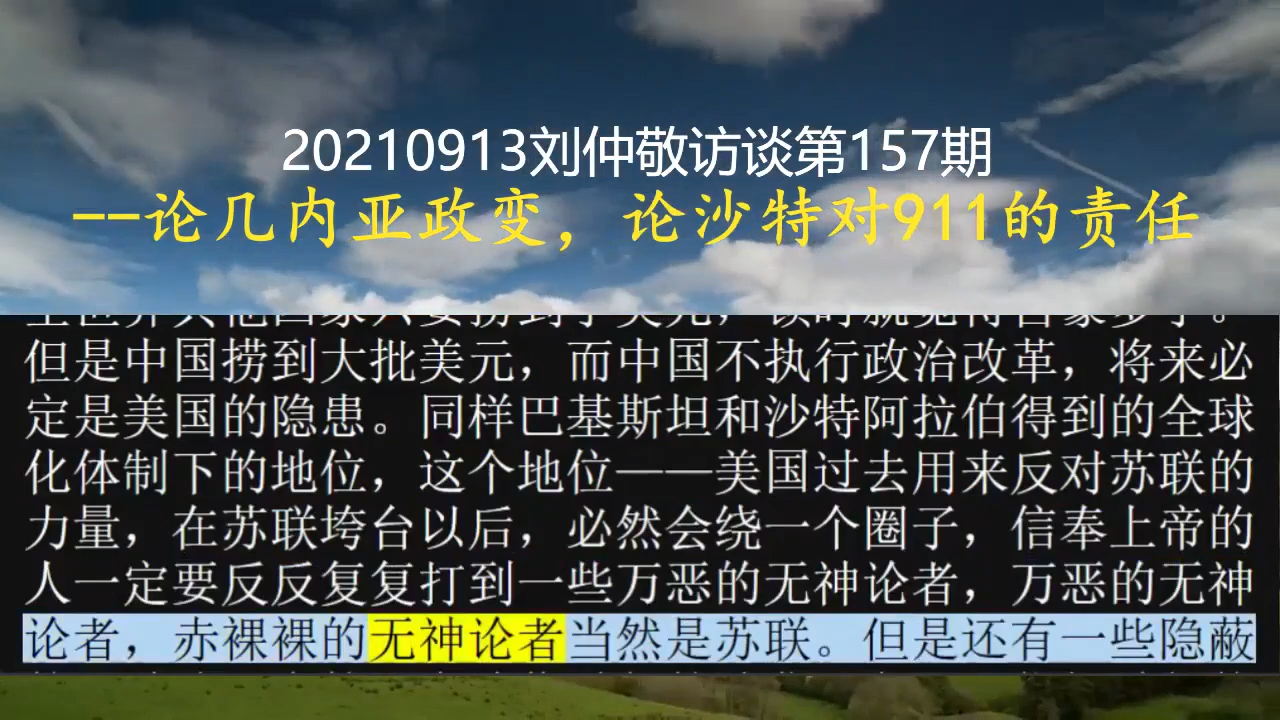 20210913刘仲敬访谈第157期
--论几内亚政变，论沙特对911的责任
但是中国捞到大批美元，而中国不执行政治改革，将来必
定是美国的隐患。同样巴基斯坦和沙特阿拉伯得到的全球
化体制下的地位，这个地位——美国过去用来反对苏联的
力量，在苏联垮台以后，必然会绕一个圈子，信奉上帝的
人一定要反反复复打到一些万恶的无神论者，万恶的无神
论者，赤裸裸的无神论者当然是苏联。但是还有一些隐蔽